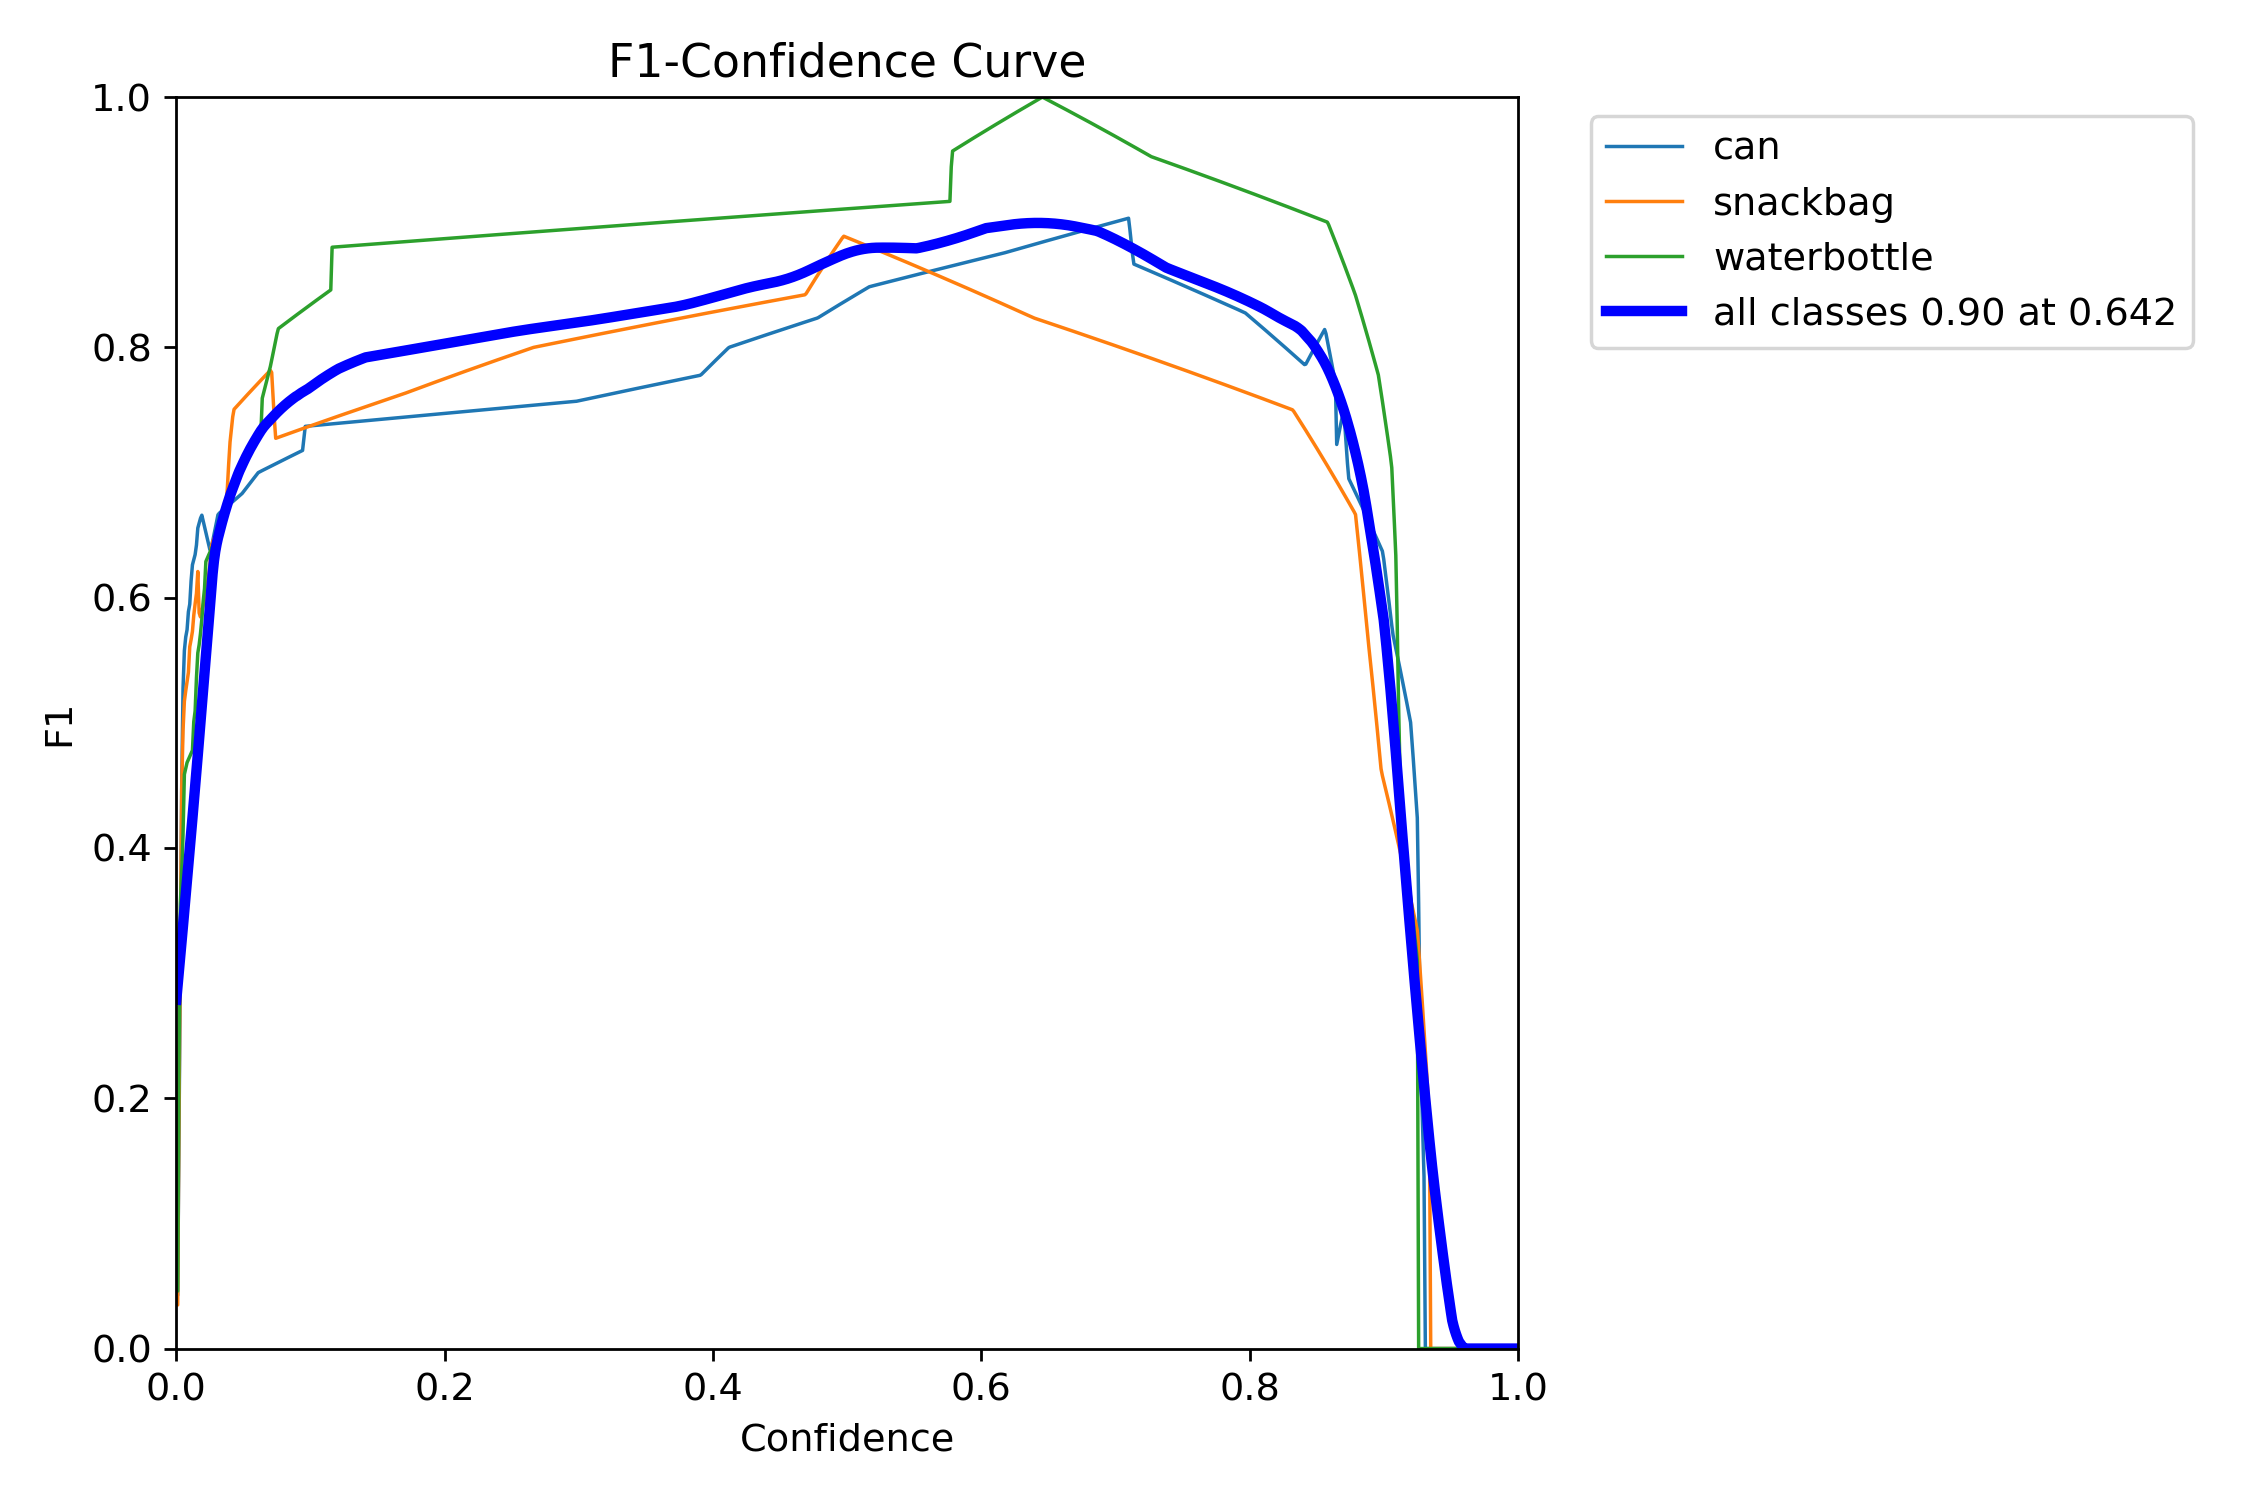 F1-Confidence Curve
1.0
0.8
0.6
0.4
0.2
0.0
F1
0.0 0.2 0.4 0.6 0.8 1.0
Confidence
can
snackbag
waterbottle
all classes 0.90 at 0.642